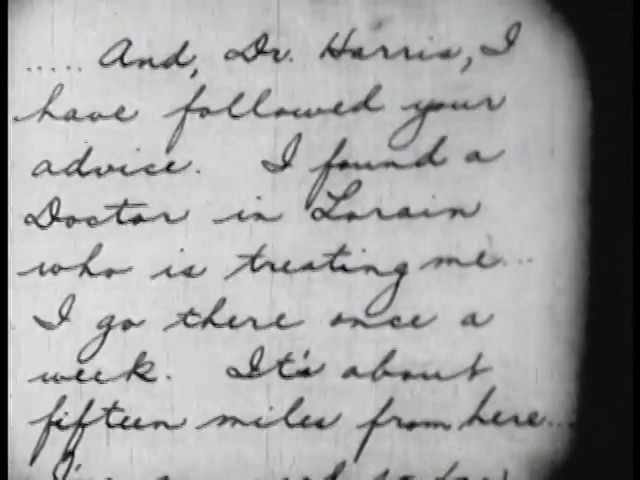 ..... And, Dr. Harris, I
have followed your
advice. I found a
Doctor in Lorain
who is treating me...
I go there once a
week. It's about
fifteen miles from here...